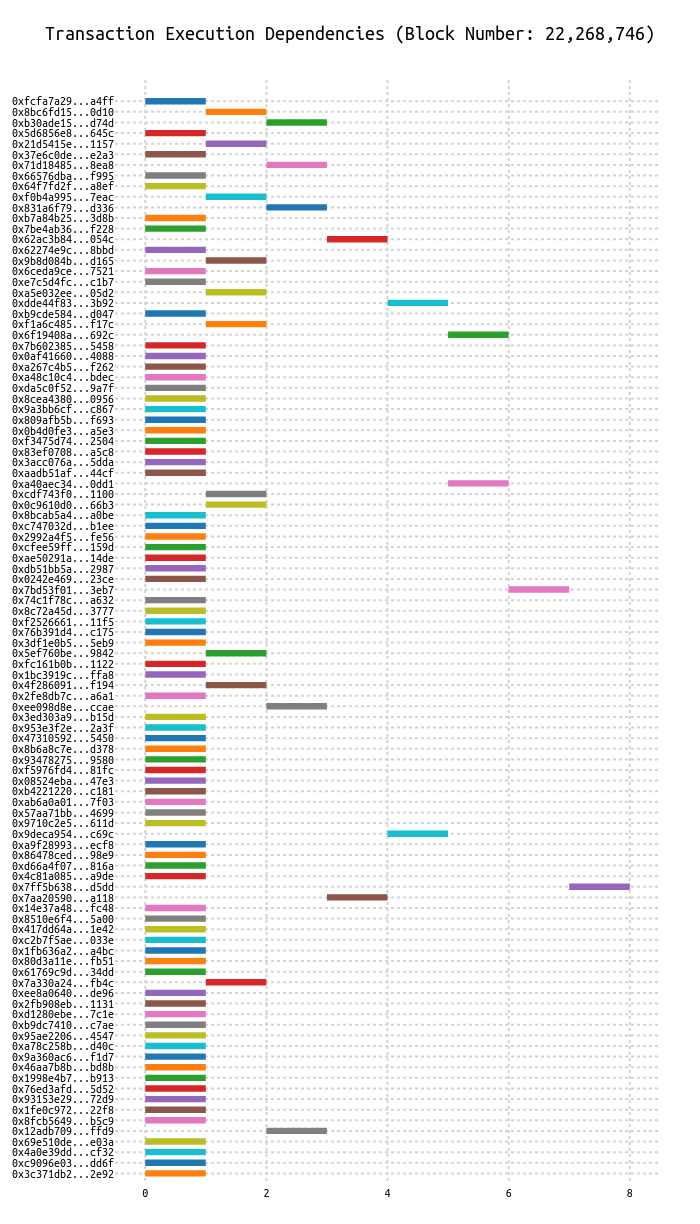 Transaction Execution Dependencies (Block Number: 22,268,746)
0xfcfa7a29...a4ff
0x8bc6fd15...0d10
0xb30ade15...d74d
0x5d6856e8...645c
0x21d5415e...1157
0x37e6c0de...e2a3
0x71d18485...8ea8
0x66576dba...f995
0x64f7fd2f...a8ef
0xf0b4a995...7eac
0x831a6f79...d336
0xb7a84b25...3d8b
0x7be4ab36...f228
0x62ac3b84...054c
0x62274e9c...8bbd
0x9b8d084b...d165
0x6ceda9ce...7521
0xe7c5d4fc...c1b7
0xa5e032ee...05d2
0xdde44f83...3b92
0xb9cde584...d047
0xf1a6c485...f17c
0x6f19408a...692c
0x7b602385...5458
0x0af41660...4088
0xa267c4b5...f262
0xa48c10c4...bdec
0xda5c0f52...9a7f
0x8cea4380...0956
0x9a3bb6cf...c867
0x809afb5b...f693
0x0b4d0fe3...a5e3
0xf3475d74...2504
0x83ef0708...a5c8
0x3acc076a...5dda
0xaadb51af...44cf
0xa40aec34...0dd1
0xcdf743f0...1100
0x0c9610d0...66b3
0x8bcab5a4...a0be
0xc747032d...b1ee
0x2992a4f5...fe56
0xcfee59ff...159d
0xae50291a...14de
0xdb51bb5a...2987
0x0242e469...23ce
0x7bd53f01...3eb7
0x74c1f78c...a632
0x8c72a45d...3777
0xf2526661...11f5
0x76b391d4...c175
0x3df1e0b5...5eb9
0x5ef760be...9842
0xfc161b0b...1122
0x1bc3919c...ffa8
0x4f286091...f194
0x2fe8db7c...a6a1
0xee098d8e...ccae
0x3ed303a9...b15d
0x953e3f2e...2a3f
0x47310592...5450
0x8b6a8c7e...d378
0x93478275...9580
0xf5976fd4...81fc
0x08524eba...47e3
0xb4221220...c181
0xab6a0a01...7f03
0x57aa71bb...4699
0x9710c2e5...611d
0x9deca954...c69c
0xa9f28993...ecf8
0x86478ced...98e9
0xd66a4f07...816a
0x4c81a085...a9de
0x7ff5b638...d5dd
0x7aa20590...a118
0x14e37a48...fc48
0x8510e6f4...5a00
0x417dd64a...1e42
0xc2b7f5ae...033e
0x1fb636a2...a4bc
0x80d3a11e...fb51
0x61769c9d...34dd
0x7a330a24...fb4c
0xee8a0640...de96
0x2fb908eb...1131
0xd1280ebe...7c1e
0xb9dc7410...c7ae
0x95ae2206...4547
0xa78c258b...d40c
0x9a360ac6...f1d7
0x46aa7b8b...bd8b
0x1998e4b7...b913
0x76ed3afd...5d52
0x93153e29...72d9
0x1fe0c972...22f8
0x8fcb5649...b5c9
0x12adb709...ffd9
0x69e510de...e03a
0x4a0e39dd...cf32
0xc9096e03...dd6f
0x3c371db2...2e92
0 2 4 6 8